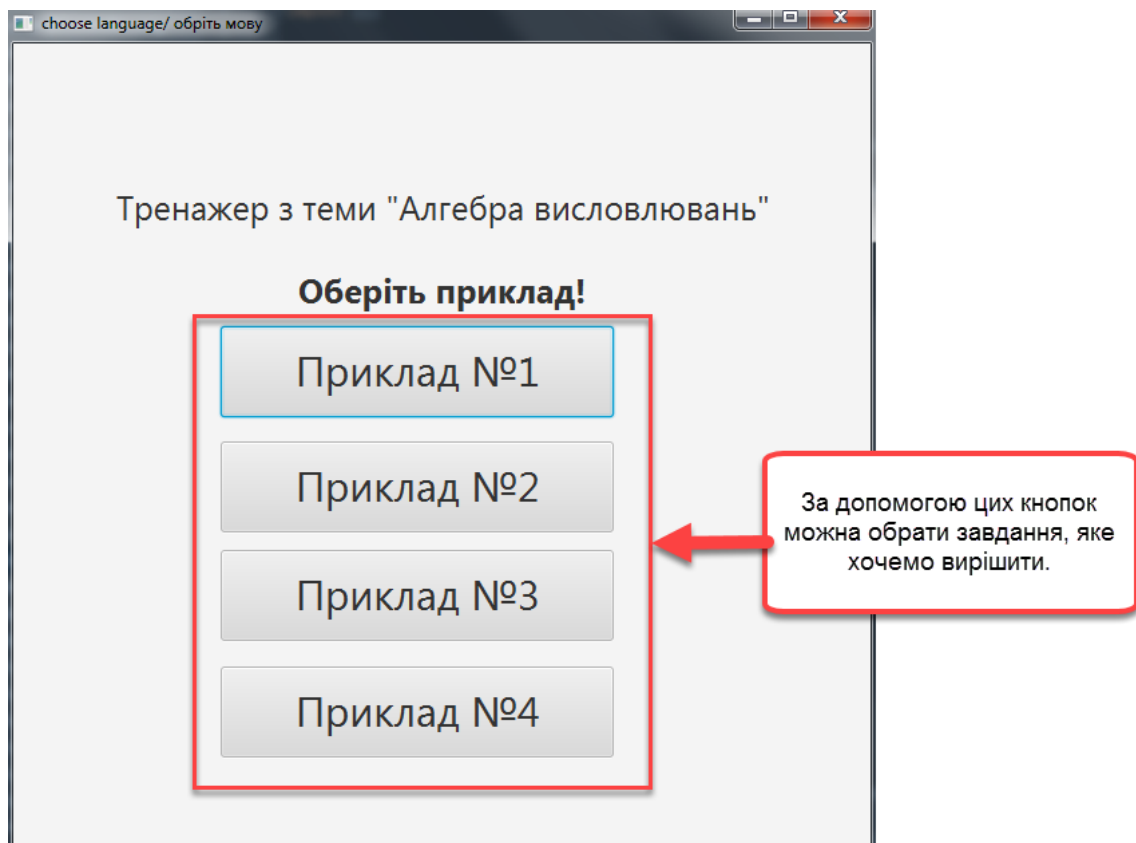 choose language/ обріть мову
Тренажер з теми "Алгебра висловлювань"
Оберіть приклад!
Приклад №1
Приклад №2
Приклад №3
Приклад №4
За допомогою цих кнопок
можна обрати завдання, яке
хочемо вирішити.